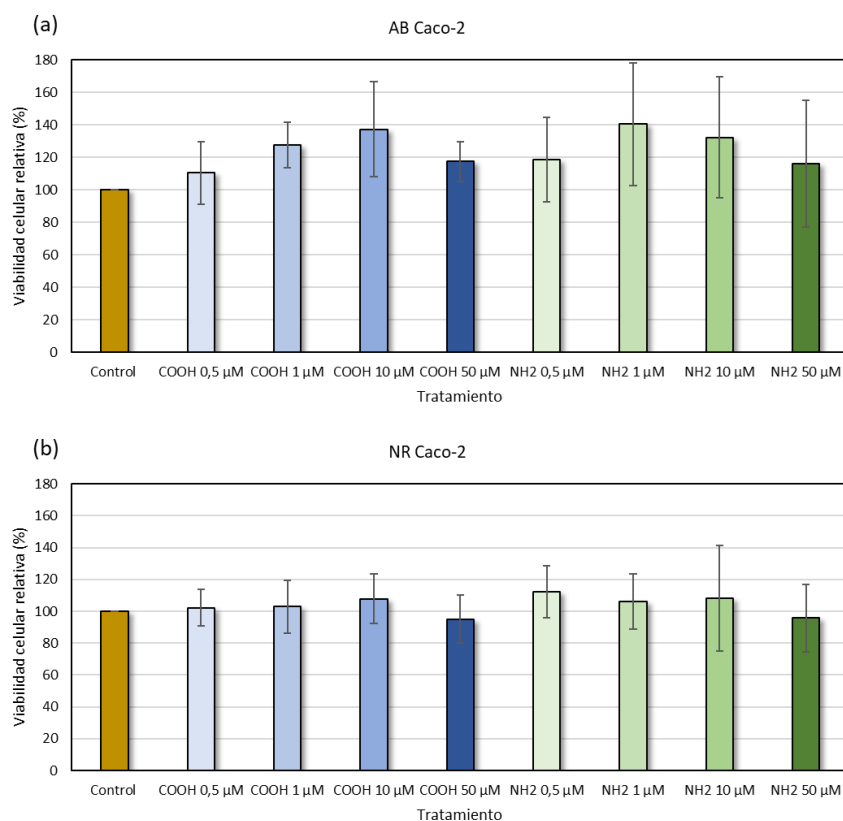 (a)
AB Caco-2
Viabilidad celular relativa (%)
180
160
140
120
100
80
60
40
20
0
Control COOH 0,5 µM COOH 1 µM COOH 10 µM COOH 50 µM NH2 0,5 µM NH2 1 µM NH2 10 µM NH2 50 µM
Tratamiento
(b)
NR Caco-2
Viabilidad celular relativa (%)
180
160
140
120
100
80
60
40
20
0
Control COOH 0,5 µM COOH 1 µM COOH 10 µM COOH 50 µM NH2 0,5 µM NH2 1 µM NH2 10 µM NH2 50 µM
Tratamiento